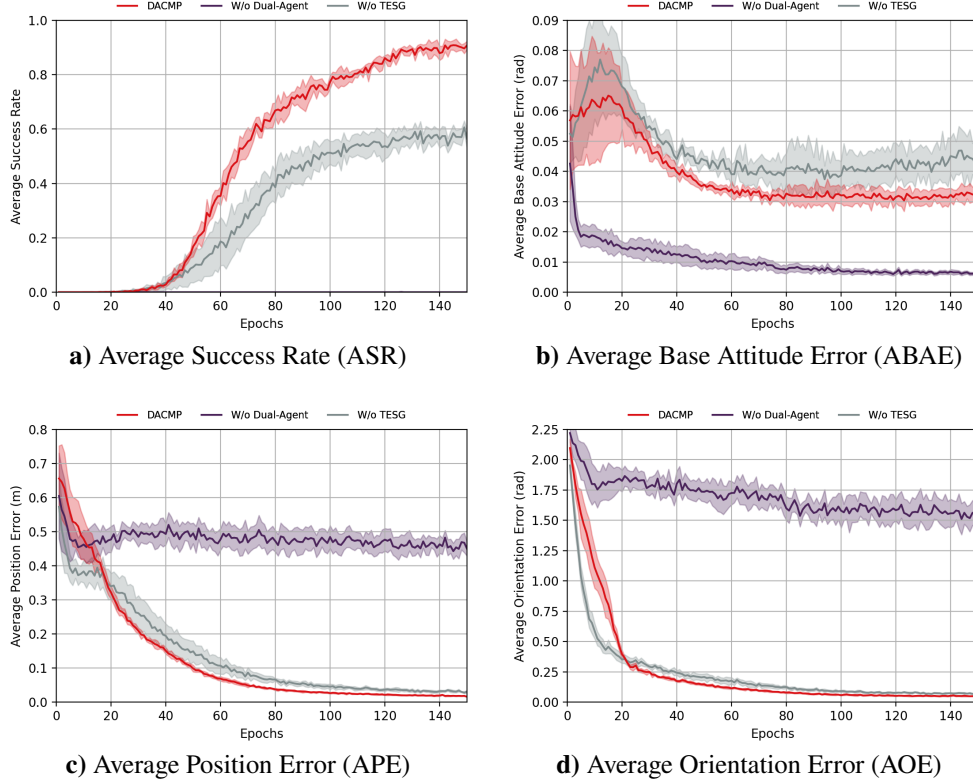 DACMP W/o Dual-Agent W/o TESG
1.0
0.8
0.6
0.4
0.2
0.0
Average Success Rate
0 20 40 60 80 100 120 140
Epochs
a) Average Success Rate (ASR)
DACMP W/o Dual-Agent W/o TESG
0.09
0.08
0.07
0.06
0.05
0.04
0.03
0.02
0.01
0.00
Average Base Attitude Error (rad)
0 20 40 60 80 100 120 140
Epochs
b) Average Base Attitude Error (ABAE)
DACMP W/o Dual-Agent W/o TESG
0.8
0.7
0.6
0.5
0.4
0.3
0.2
0.1
0.0
Average Position Error (m)
0 20 40 60 80 100 120 140
Epochs
c) Average Position Error (APE)
DACMP W/o Dual-Agent W/o TESG
2.25
2.00
1.75
1.50
1.25
1.00
0.75
0.50
0.25
0.00
Average Orientation Error (rad)
0 20 40 60 80 100 120 140
Epochs
d) Average Orientation Error (AOE)